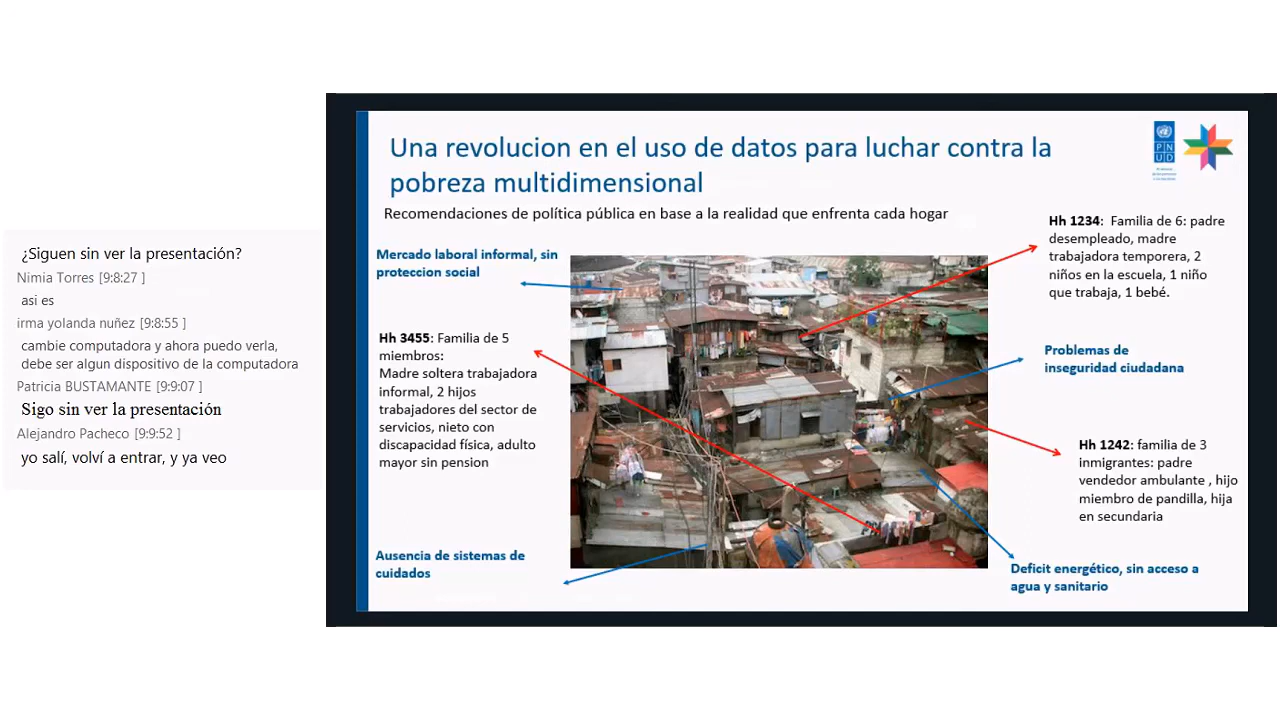 ¿Siguen sin ver la presentación?
Nimia Torres [9:8:27 ]
asi es
irma yolanda nuñez [9:8:55 ]
cambie computadora y ahora puedo verla,
debe ser algun dispositivo de la computadora
Patricia BUSTAMANTE [9:9:07 ]
Sigo sin ver la presentación
Alejandro Pacheco [9:9:52 ]
yo salí, volví a entrar, y ya veo
Una revolucion en el uso de datos para luchar contra la
pobreza multidimensional
Recomendaciones de política pública en base a la realidad que enfrenta cada hogar
P N
U D
Mercado laboral informal, sin
proteccion social
Hh 3455: Familia de 5
miembros:
Madre soltera trabajadora
informal, 2 hijos
trabajadores del sector de
servicios, nieto con
discapacidad física, adulto
mayor sin pension
Ausencia de sistemas de
cuidados
Hh 1234:  Familia de 6: padre
desempleado, madre
trabajadora temporera, 2
niños en la escuela, 1 niño
que trabaja, 1 bebé.
Problemas de
inseguridad ciudadana
Hh 1242: familia de 3
inmigrantes: padre
vendedor ambulante , hijo
miembro de pandilla, hija
en secundaria
Deficit energético, sin acceso a
agua y sanitario